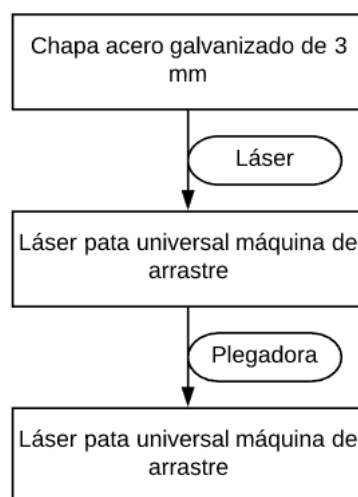 Chapa acero galvanizado de 3
mm
Láser
Láser pata universal máquina de
arrastre
Plegadora
Láser pata universal máquina de
arrastre